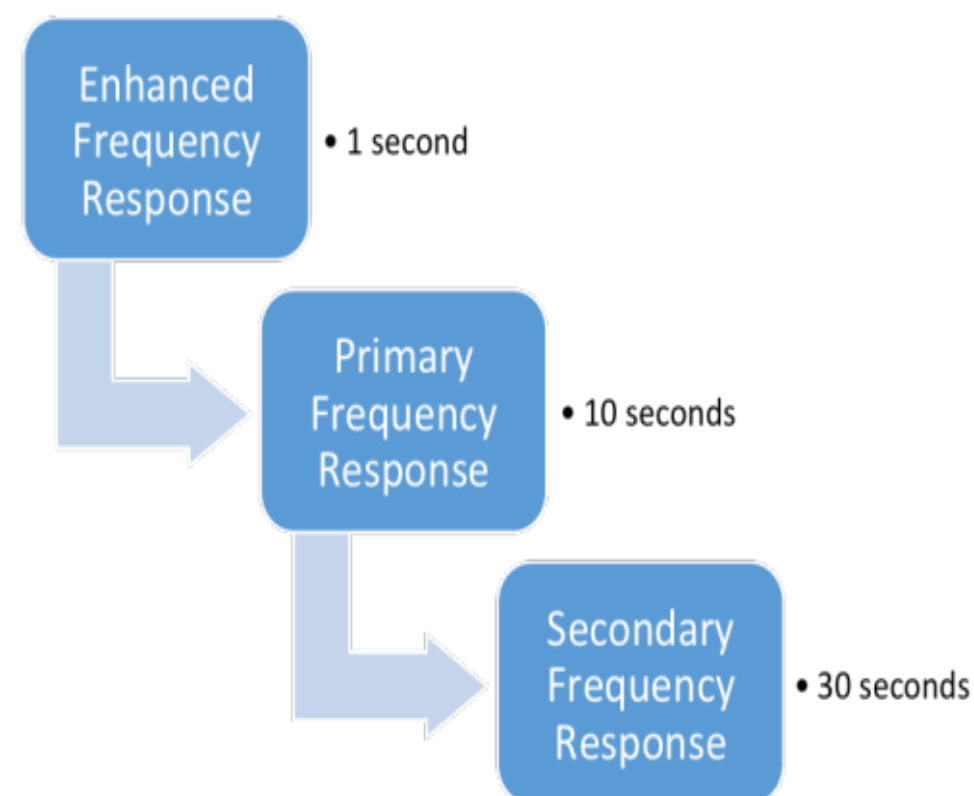 Enhanced
Frequency
Response
• 1 second
Primary
Frequency
Response
• 10 seconds
Secondary
Frequency
Response
• 30 seconds